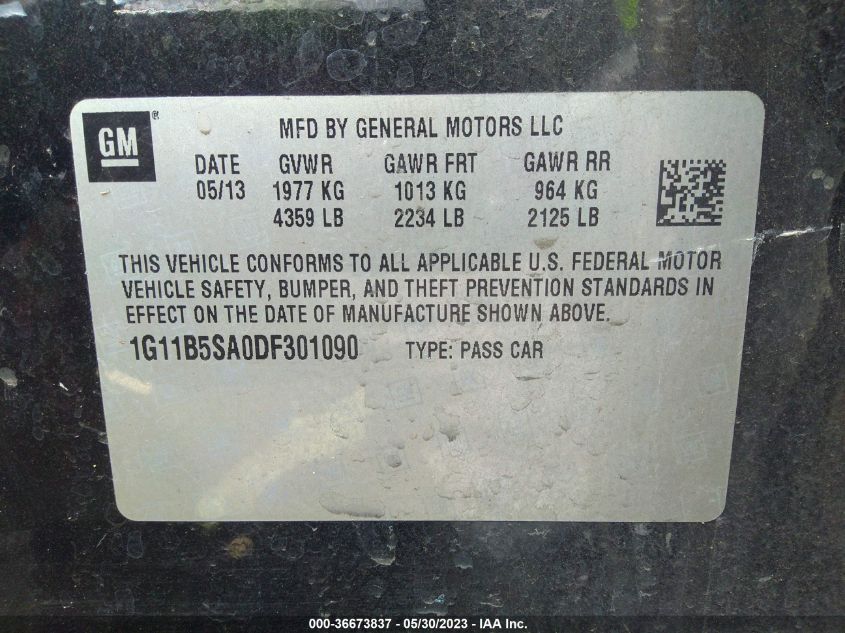 GM®
MFD BY GENERAL MOTORS LLC
DATE GVWR GAWR FRT GAWR RR
05/13 1977 KG 1013 KG 964 KG
4359 LB 2234 LB 2125 LB
THIS VEHICLE CONFORMS TO ALL APPLICABLE U.S. FEDERAL MOTOR
VEHICLE SAFETY, BUMPER, AND THEFT PREVENTION STANDARDS IN
EFFECT ON THE DATE OF MANUFACTURE SHOWN ABOVE.
1G11B5SA0DF301090 TYPE: PASS CAR
000-36673837 - 05/30/2023 - IAA Inc.